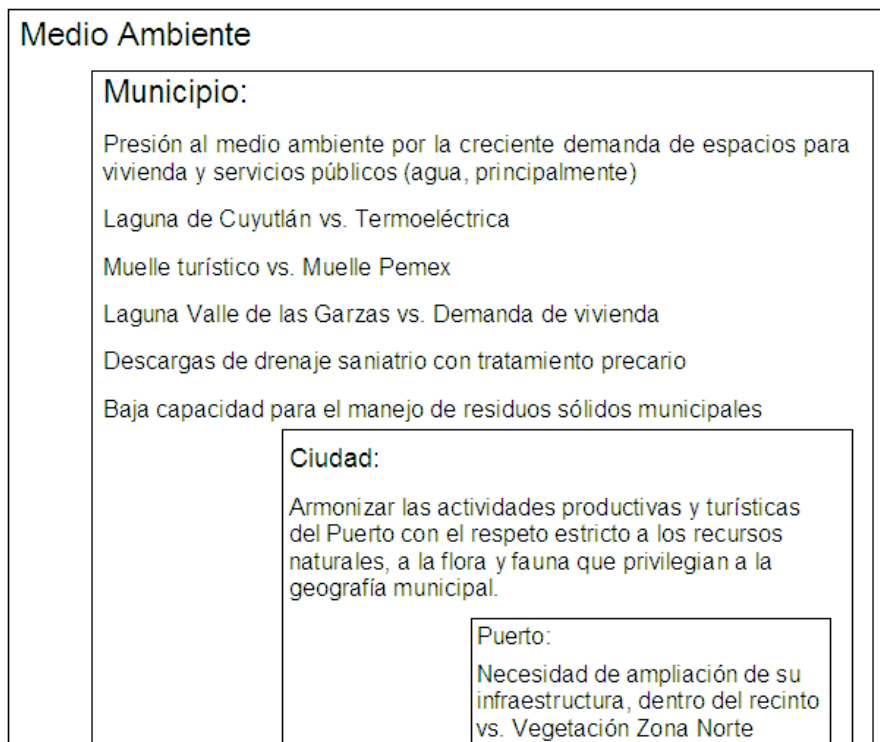 Medio Ambiente
Municipio:
Presión al medio ambiente por la creciente demanda de espacios para
vivienda y servicios públicos (agua, principalmente)
Laguna de Cuyutlán vs. Termoeléctrica
Muelle turístico vs. Muelle Pemex
Laguna Valle de las Garzas vs. Demanda de vivienda
Descargas de drenaje saniatrio con tratamiento precario
Baja capacidad para el manejo de residuos sólidos municipales
Ciudad:
Armonizar las actividades productivas y turísticas
del Puerto con el respeto estricto a los recursos
naturales, a la flora y fauna que privilegian a la
geografía municipal.
Puerto:
Necesidad de ampliación de su
infraestructura, dentro del recinto
vs. Vegetación Zona Norte